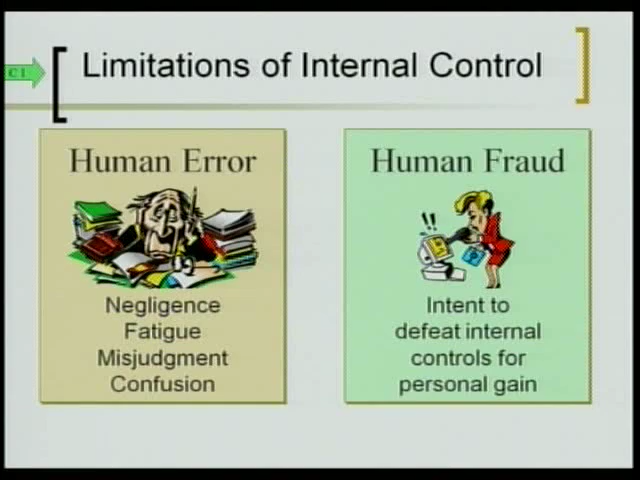 C 1
Limitations of Internal Control
Human Error
Negligence
Fatigue
Misjudgment
Confusion
Human Fraud
!!
Intent to
defeat internal
controls for
personal gain